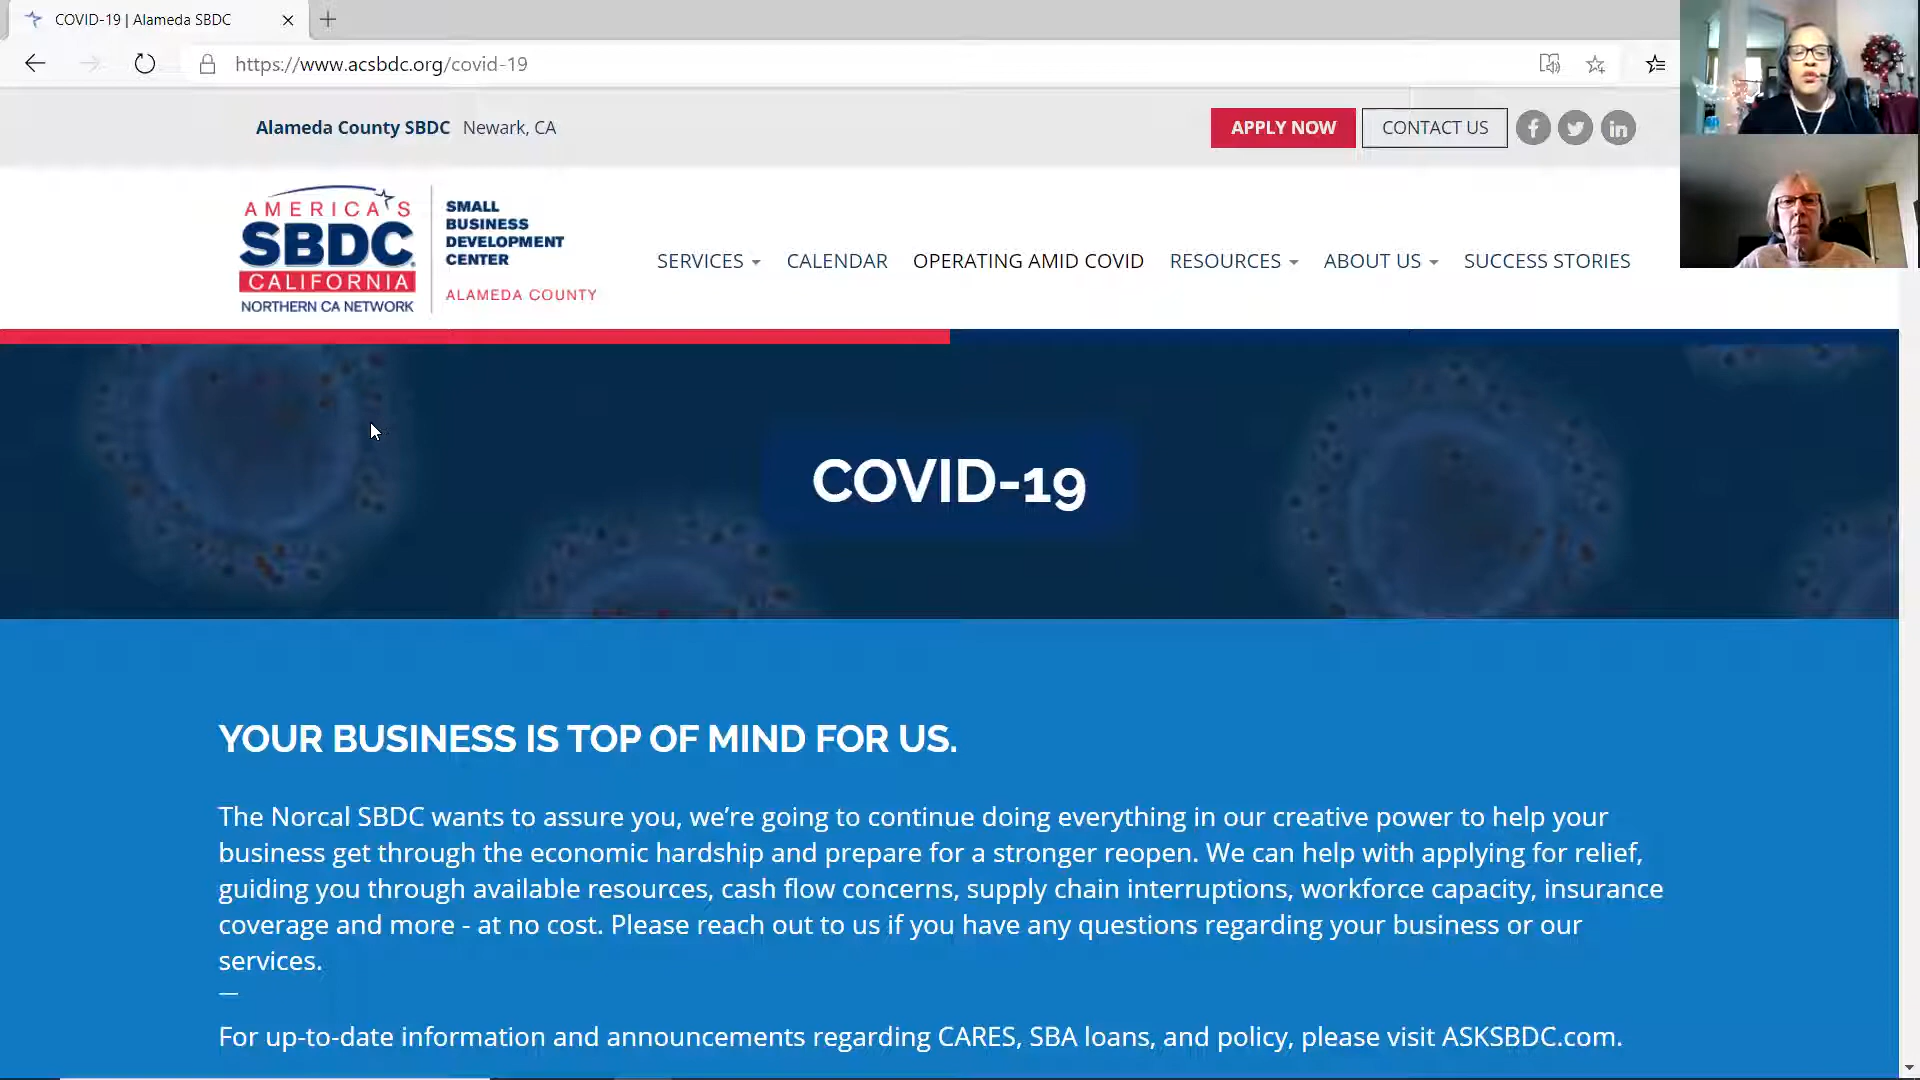 COVID-19 | Alameda SBDC
https://www.acsbdc.org/covid-19
Alameda County SBDC Newark, CA
APPLY NOW
CONTACT US
AMERICA'S
SBDC
CALIFORNIA
NORTHERN CA NETWORK
SMALL
BUSINESS
DEVELOPMENT
CENTER
ALAMEDA COUNTY
SERVICES
CALENDAR
OPERATING AMID COVID
RESOURCES
ABOUT US
SUCCESS STORIES
COVID-19
YOUR BUSINESS IS TOP OF MIND FOR US.
The Norcal SBDC wants to assure you, we’re going to continue doing everything in our creative power to help your
business get through the economic hardship and prepare for a stronger reopen. We can help with applying for relief,
guiding you through available resources, cash flow concerns, supply chain interruptions, workforce capacity, insurance
coverage and more - at no cost. Please reach out to us if you have any questions regarding your business or our
services.
—
For up-to-date information and announcements regarding CARES, SBA loans, and policy, please visit ASKSBDC.com.